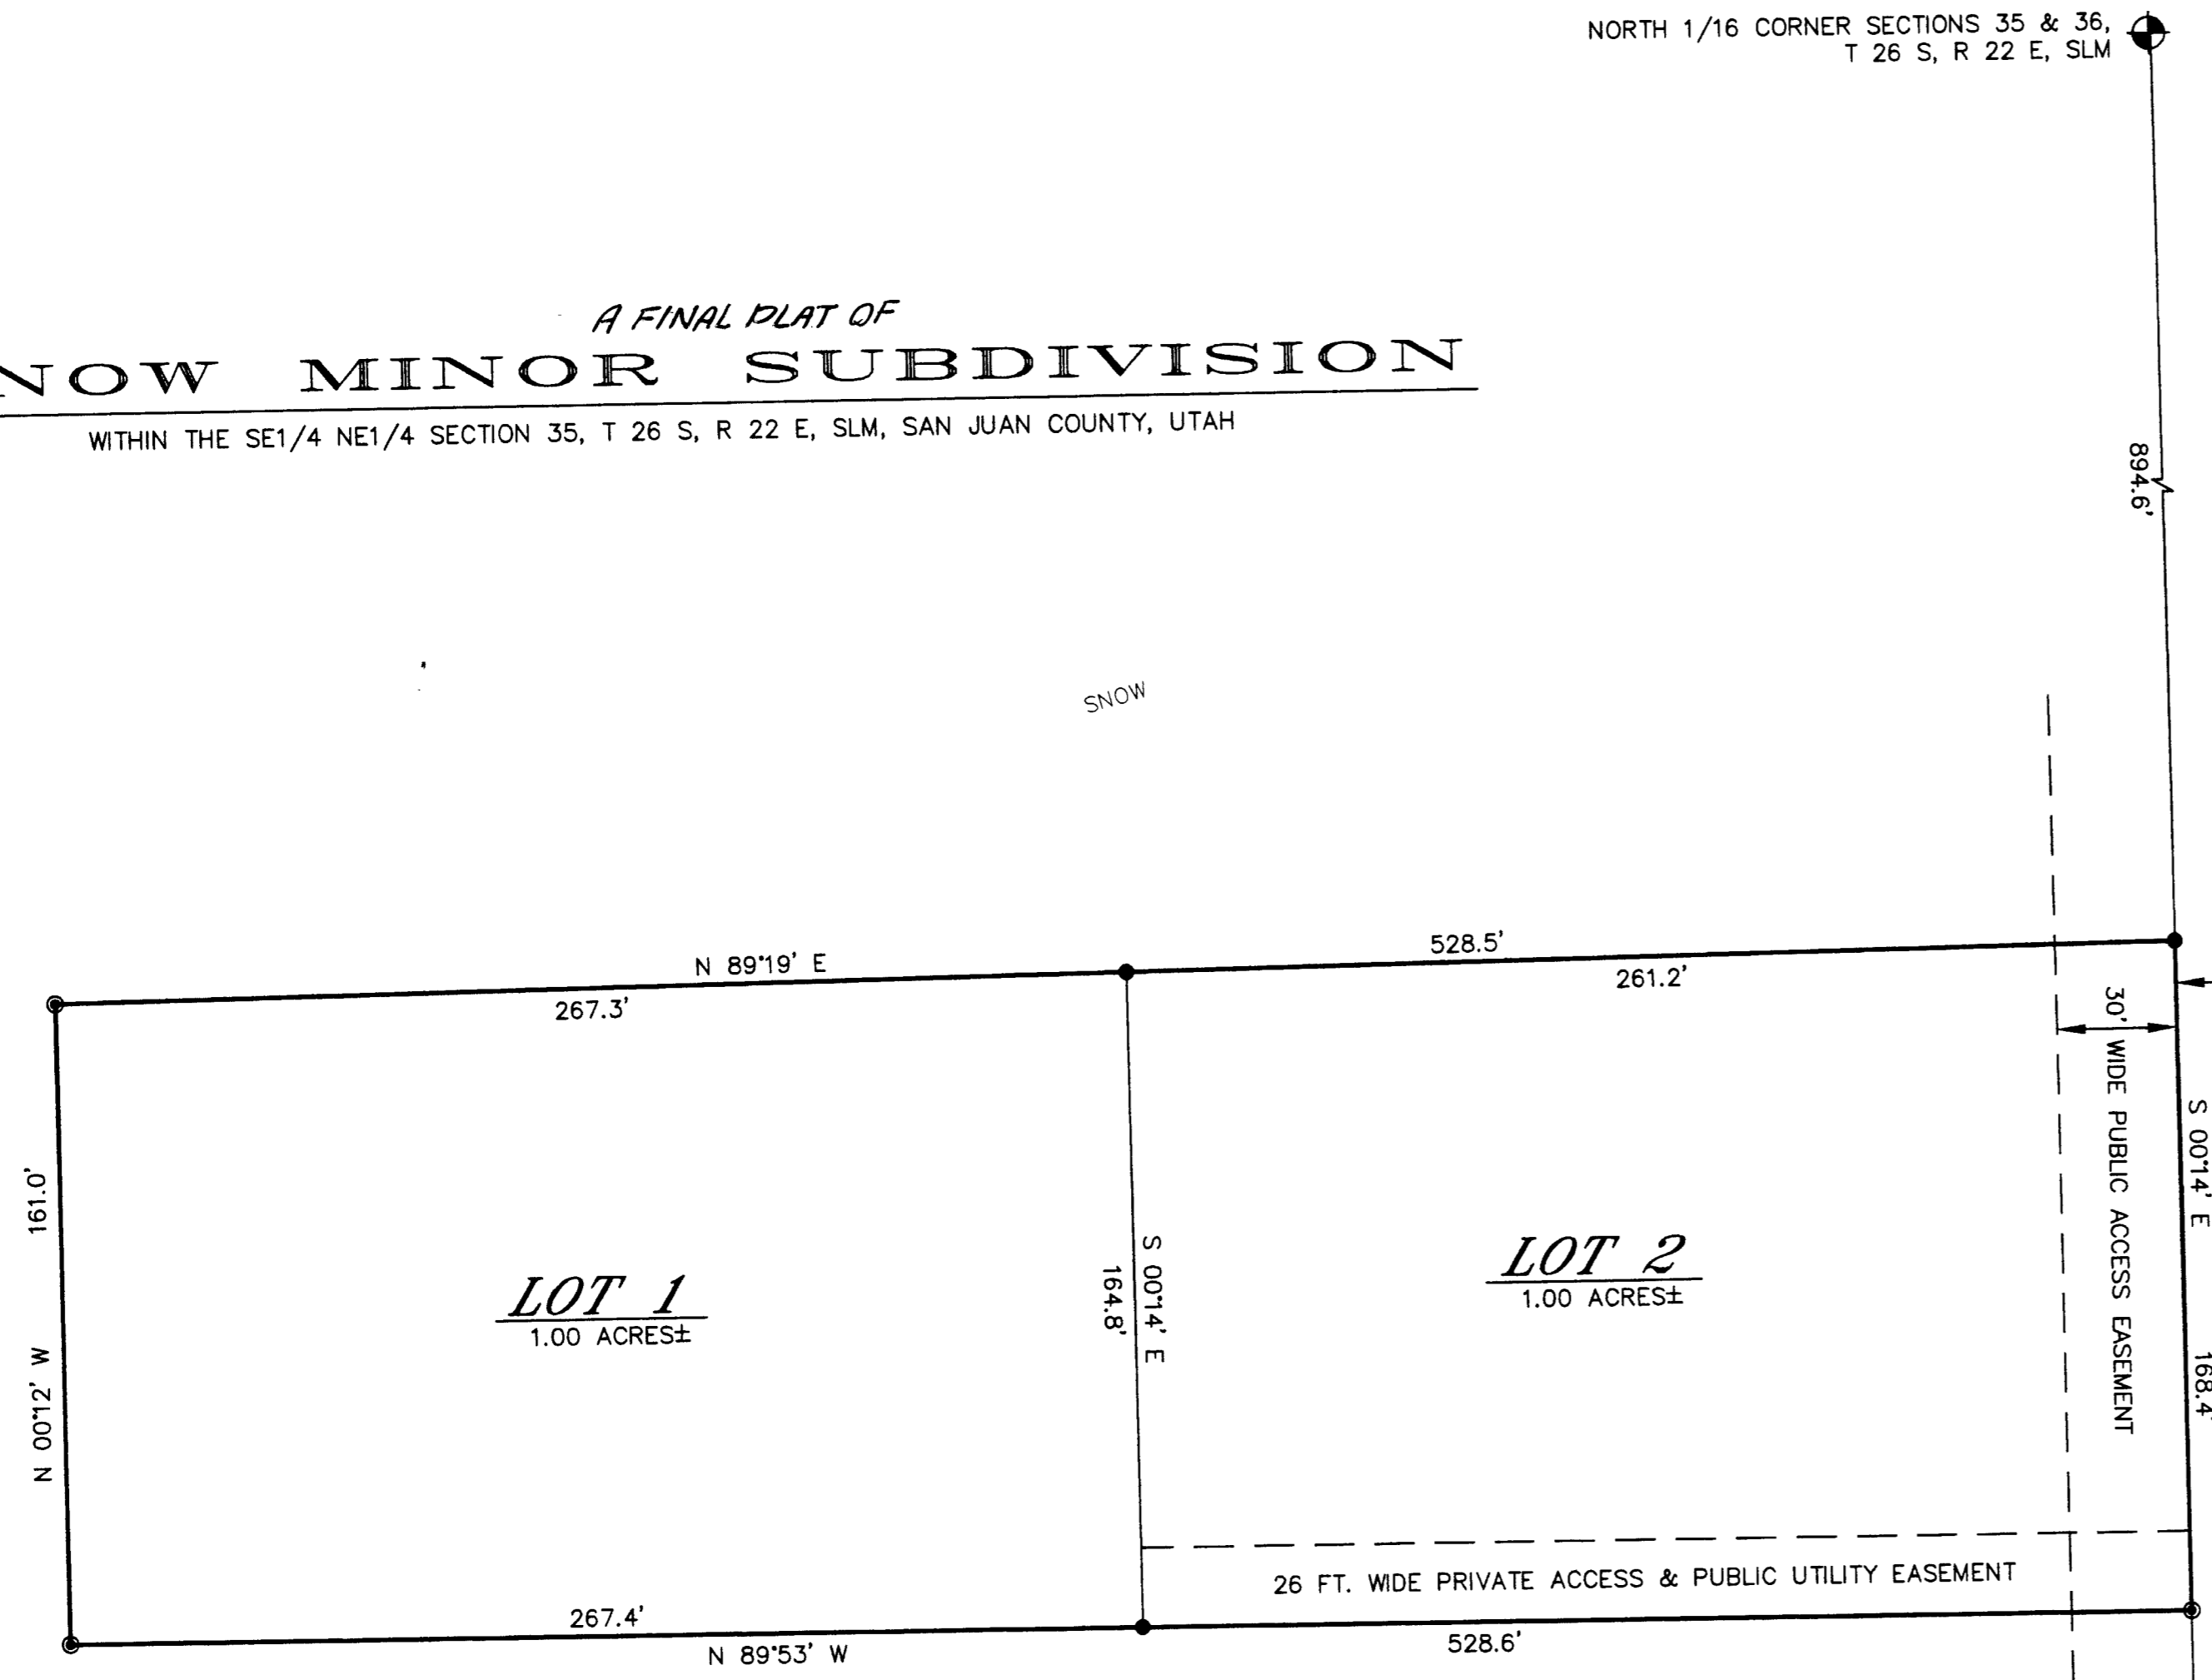 NORTH 1/16 CORNER SECTIONS 35 & 36,
T 26 S, R 22 E, SLM
A FINAL PLAT OF
NOW MINOR SUBDIVISION
WITHIN THE SE1/4 NE1/4 SECTION 35, T 26 S, R 22 E, SLM, SAN JUAN COUNTY, UTAH
894.6'
SNOW
N 89°19' E
528.5'
267.3'
261.2'
30' WIDE PUBLIC ACCESS EASEMENT
S 00°14' E
168.4
161.0'
N 00°12' W
LOT 1
1.00 ACRES±
S 00°14' E
164.8'
LOT 2
1.00 ACRES±
26 FT. WIDE PRIVATE ACCESS & PUBLIC UTILITY EASEMENT
267.4'
N 89°53' W
528.6'